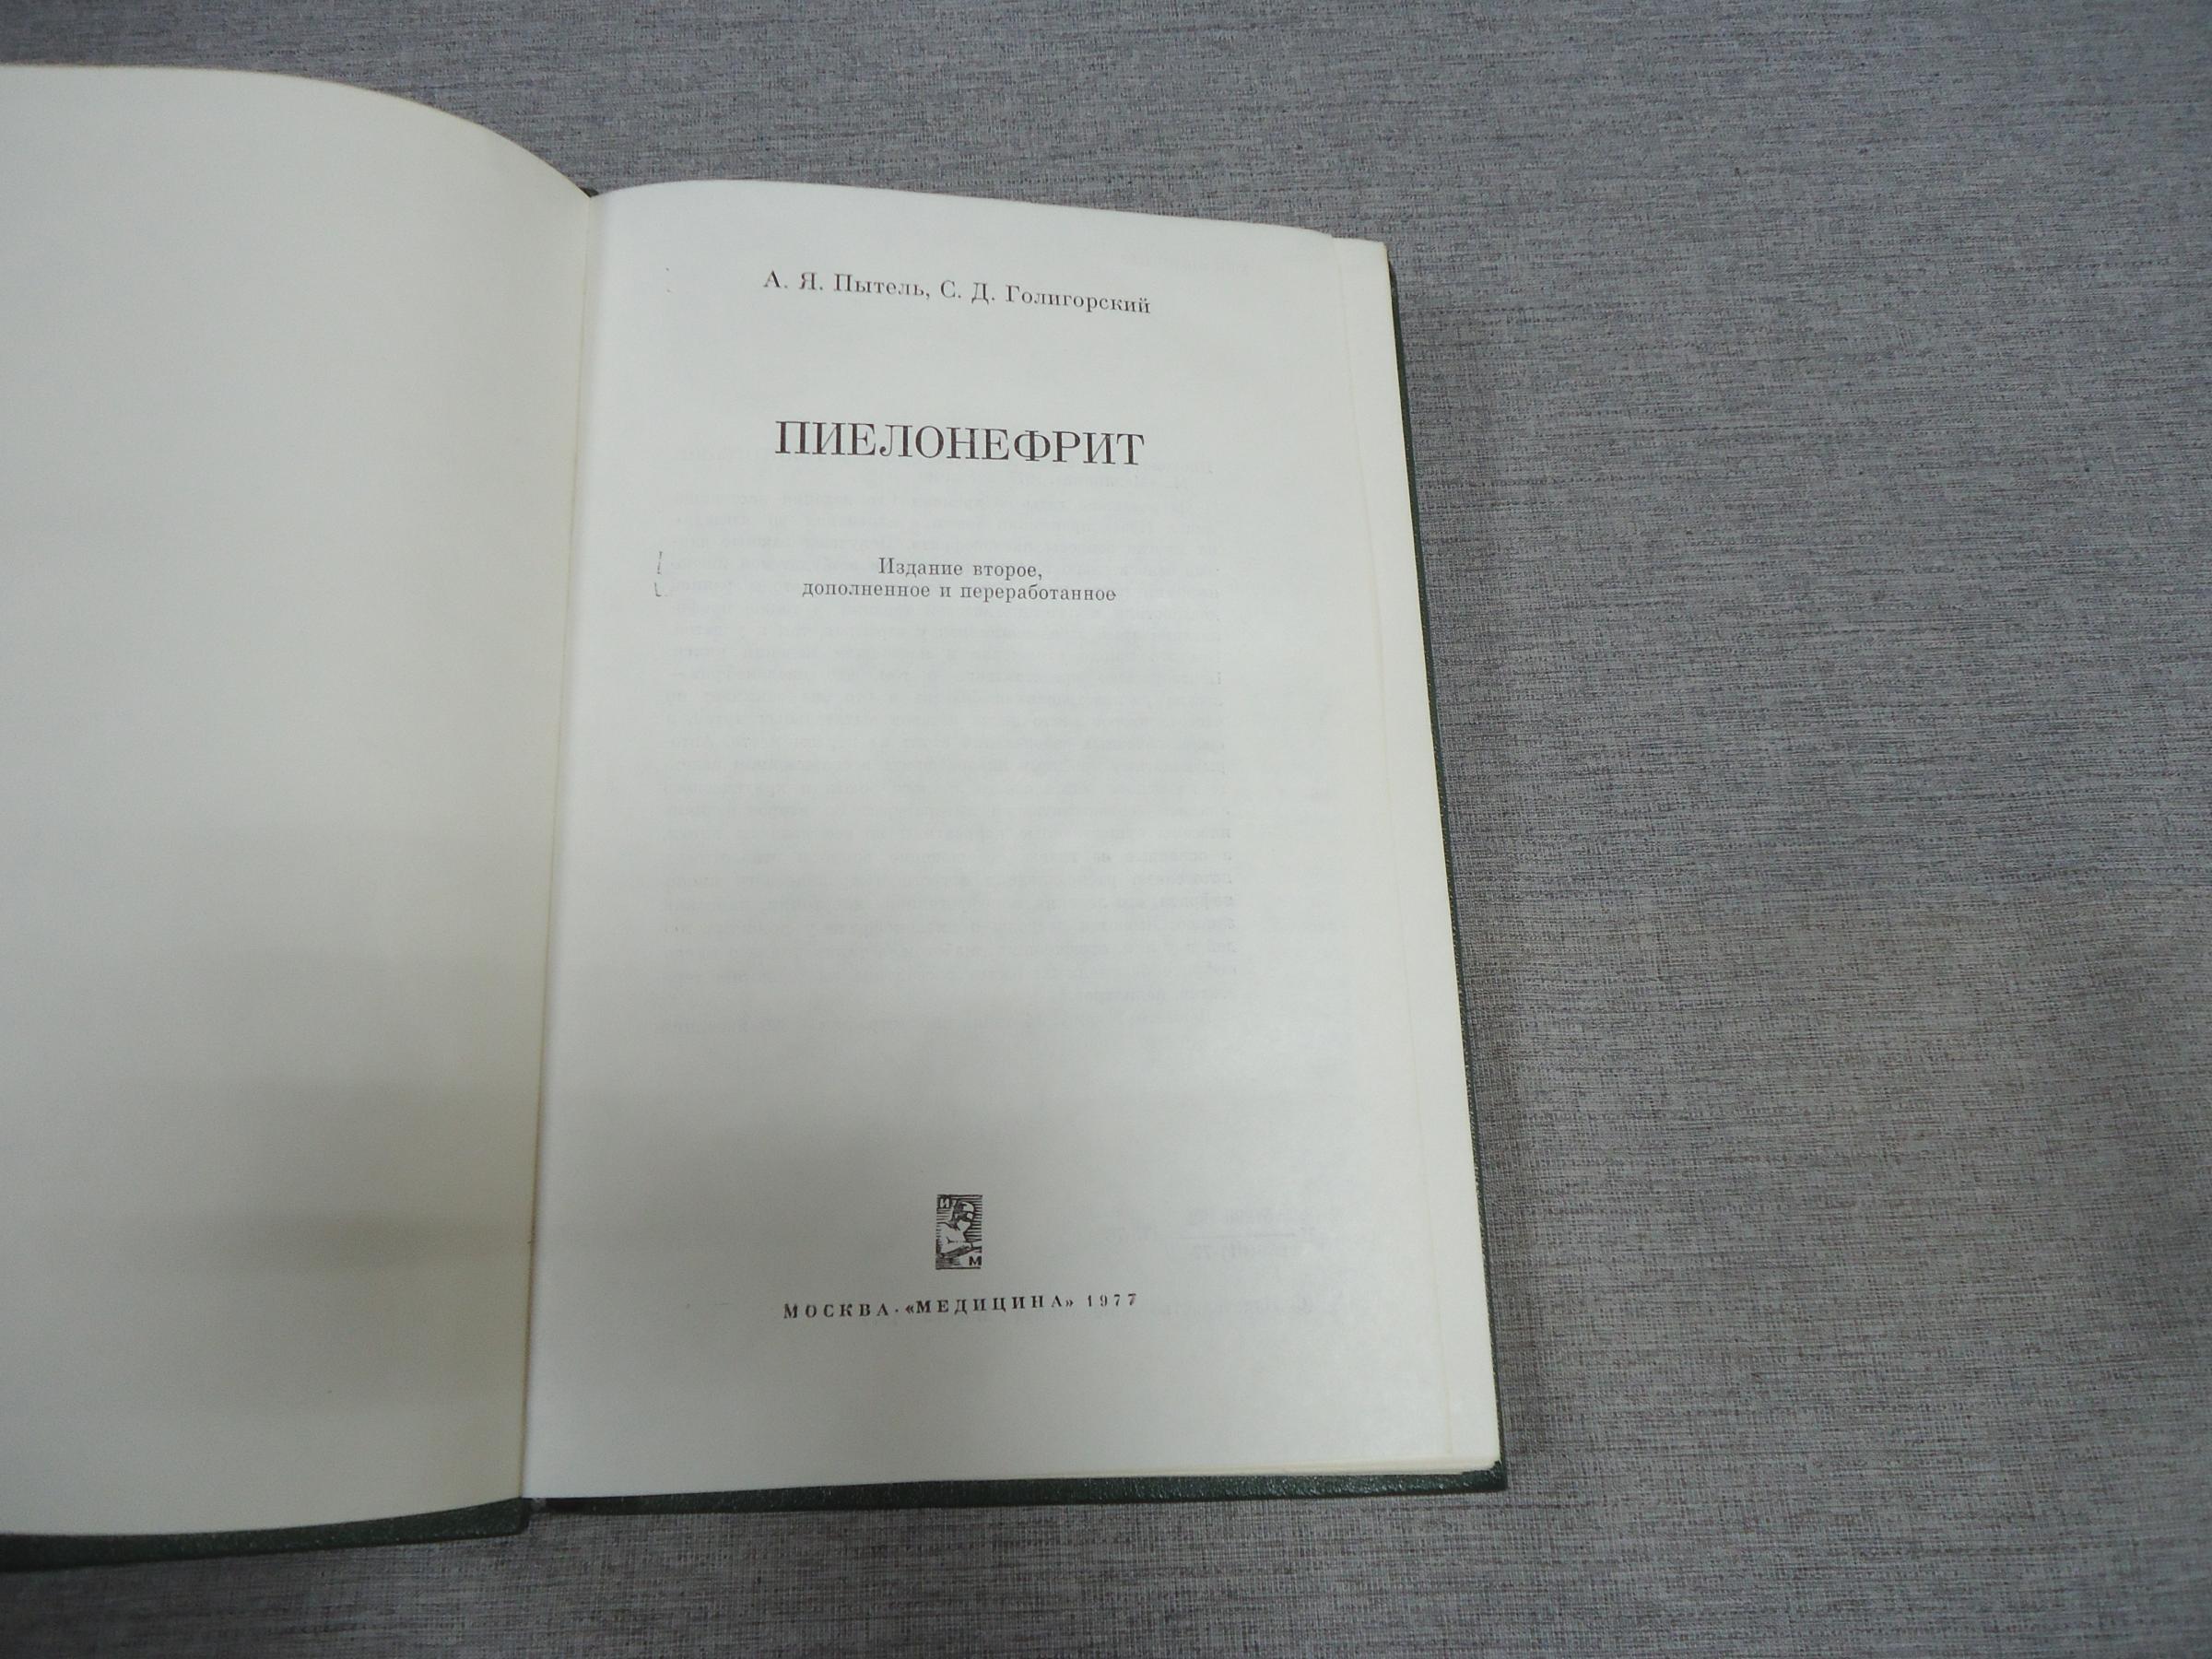 А. Я. Пытель, С. Д. Голигорский
ПИЕЛОНЕФРИТ
Издание второе,
дополненное и переработанное
И
М
МОСКВА·«МЕДИЦИНА» 1977